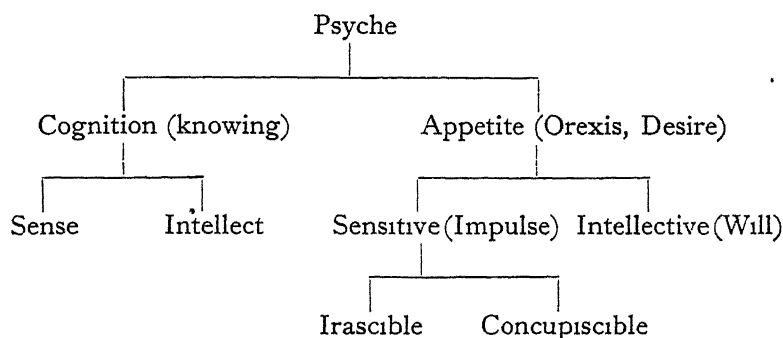 Psyche
Cognition (knowing) Appetite (Orexis, Desire)
Sense Intellect Sensitive (Impulse) Intellective (Will)
Irascible Concupiscible